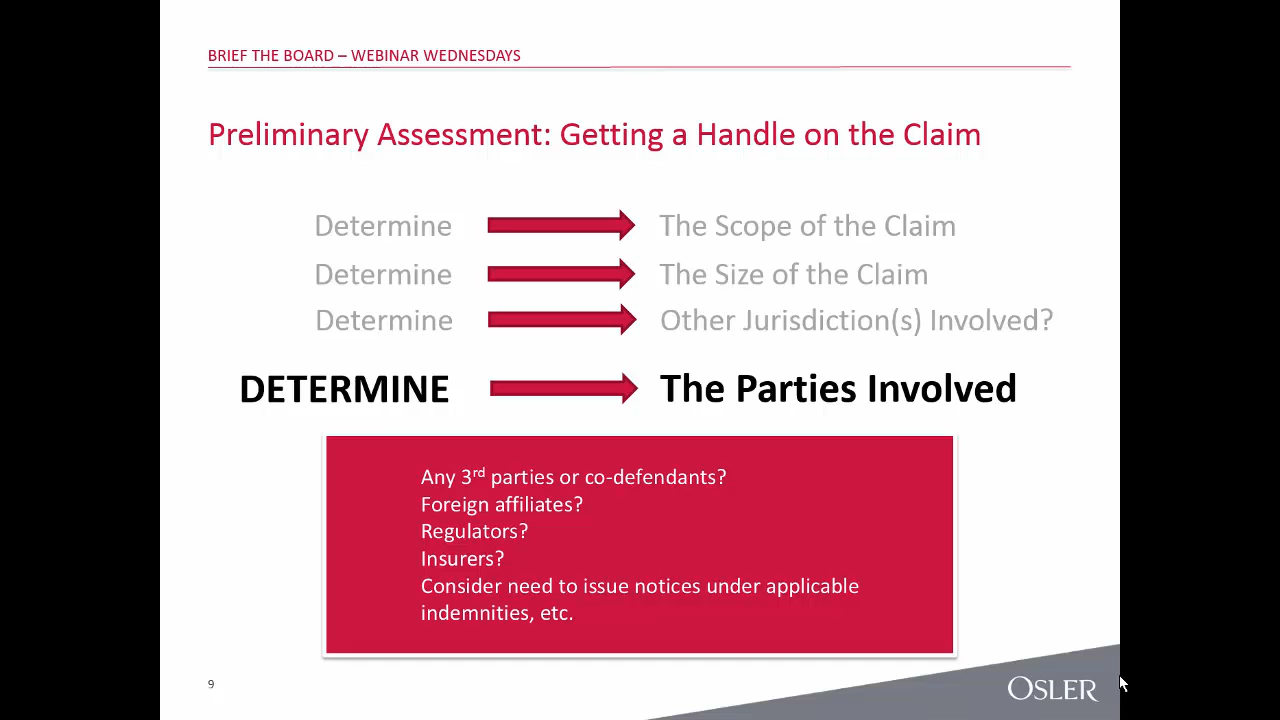 BRIEF THE BOARD – WEBINAR WEDNESDAYS
Preliminary Assessment: Getting a Handle on the Claim
Determine The Scope of the Claim
Determine The Size of the Claim
Determine Other Jurisdiction(s) Involved?
DETERMINE The Parties Involved
Any 3rd parties or co-defendants?
Foreign affiliates?
Regulators?
Insurers?
Consider need to issue notices under applicable
indemnities, etc.
9
OSLER